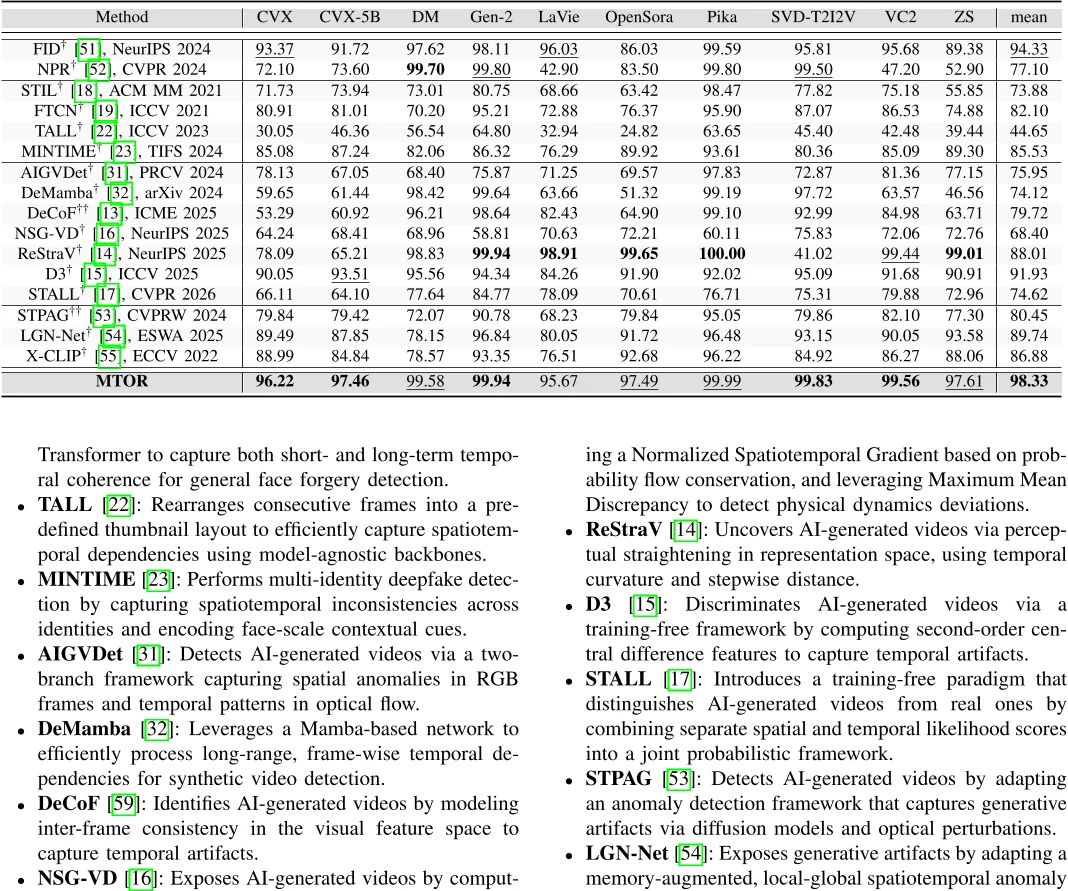 Method CVX CVX-5B DM Gen-2 LaVie OpenSora Pika SVD-T2I2V VC2 ZS mean
FID† [51], NeurIPS 2024 93.37 91.72 97.62 98.11 96.03 86.03 99.59 95.81 95.68 89.38 94.33
NPR† [52], CVPR 2024 72.10 73.60 99.70 99.80 42.90 83.50 99.80 99.50 47.20 52.90 77.10
STIL† [18], ACM MM 2021 71.73 73.94 73.01 80.75 68.66 63.42 98.47 77.82 75.18 55.85 73.88
FTCN† [19], ICCV 2021 80.91 81.01 70.20 95.21 72.88 76.37 95.90 87.07 86.53 74.88 82.10
TALL† [22], ICCV 2023 30.05 46.36 56.54 64.80 32.94 24.82 63.65 45.40 42.48 39.44 44.65
MINTIME† [23], TIFS 2024 85.08 87.24 82.06 86.32 76.29 89.92 93.61 80.36 85.09 89.30 85.53
AIGVDet† [31], PRCV 2024 78.13 67.05 68.40 75.87 71.25 69.57 97.83 72.87 81.36 77.15 75.95
DeMamba† [32], arXiv 2024 59.65 61.44 98.42 99.64 63.66 51.32 99.19 97.72 63.57 46.56 74.12
DeCoF†† [13], ICME 2025 53.29 60.92 96.21 98.64 82.43 64.90 99.10 92.99 84.98 63.71 79.72
NSG-VD† [16], NeurIPS 2025 64.24 68.41 68.96 58.81 70.63 72.21 60.11 75.83 72.06 72.76 68.40
ReStraV† [14], NeurIPS 2025 78.09 65.21 98.83 99.94 98.91 99.65 100.00 41.02 99.44 99.01 88.01
D3† [15], ICCV 2025 90.05 93.51 95.56 94.34 84.26 91.90 92.02 95.09 91.68 90.91 91.93
STALL† [17], CVPR 2026 66.11 64.10 77.64 84.77 78.09 70.61 76.71 75.31 79.88 72.96 74.62
STPAG†† [53], CVPRW 2024 79.84 79.42 72.07 90.78 68.23 79.84 95.05 79.86 82.10 77.30 80.45
LGN-Net† [54], ESWA 2025 89.49 87.85 78.15 96.84 80.05 91.72 96.48 93.15 90.05 93.58 89.74
X-CLIP† [55], ECCV 2022 88.99 84.84 78.57 93.35 76.51 92.68 96.22 84.92 86.27 88.06 86.88
MTOR 96.22 97.46 99.58 99.94 95.67 97.49 99.99 99.83 99.56 97.61 98.33
Transformer to capture both short- and long-term tempo-
ral coherence for general face forgery detection.
• TALL [22]: Rearranges consecutive frames into a pre-
defined thumbnail layout to efficiently capture spatiotem-
poral dependencies using model-agnostic backbones.
• MINTIME [23]: Performs multi-identity deepfake detec-
tion by capturing spatiotemporal inconsistencies across
identities and encoding face-scale contextual cues.
• AIGVDet [31]: Detects AI-generated videos via a two-
branch framework capturing spatial anomalies in RGB
frames and temporal patterns in optical flow.
• DeMamba [32]: Leverages a Mamba-based network to
efficiently process long-range, frame-wise temporal de-
pendencies for synthetic video detection.
• DeCoF [59]: Identifies AI-generated videos by modeling
inter-frame consistency in the visual feature space to
capture temporal artifacts.
• NSG-VD [16]: Exposes AI-generated videos by comput-
ing a Normalized Spatiotemporal Gradient based on prob-
ability flow conservation, and leveraging Maximum Mean
Discrepancy to detect physical dynamics deviations.
• ReStraV [14]: Uncovers AI-generated videos via percep-
tual straightening in representation space, using temporal
curvature and stepwise distance.
• D3 [15]: Discriminates AI-generated videos via a
training-free framework by computing second-order cen-
tral difference features to capture temporal artifacts.
• STALL [17]: Introduces a training-free paradigm that
distinguishes AI-generated videos from real ones by
combining separate spatial and temporal likelihood scores
into a joint probabilistic framework.
• STPAG [53]: Detects AI-generated videos by adapting
an anomaly detection framework that captures generative
artifacts via diffusion models and optical perturbations.
• LGN-Net [54]: Exposes generative artifacts by adapting a
memory-augmented, local-global spatiotemporal anomaly